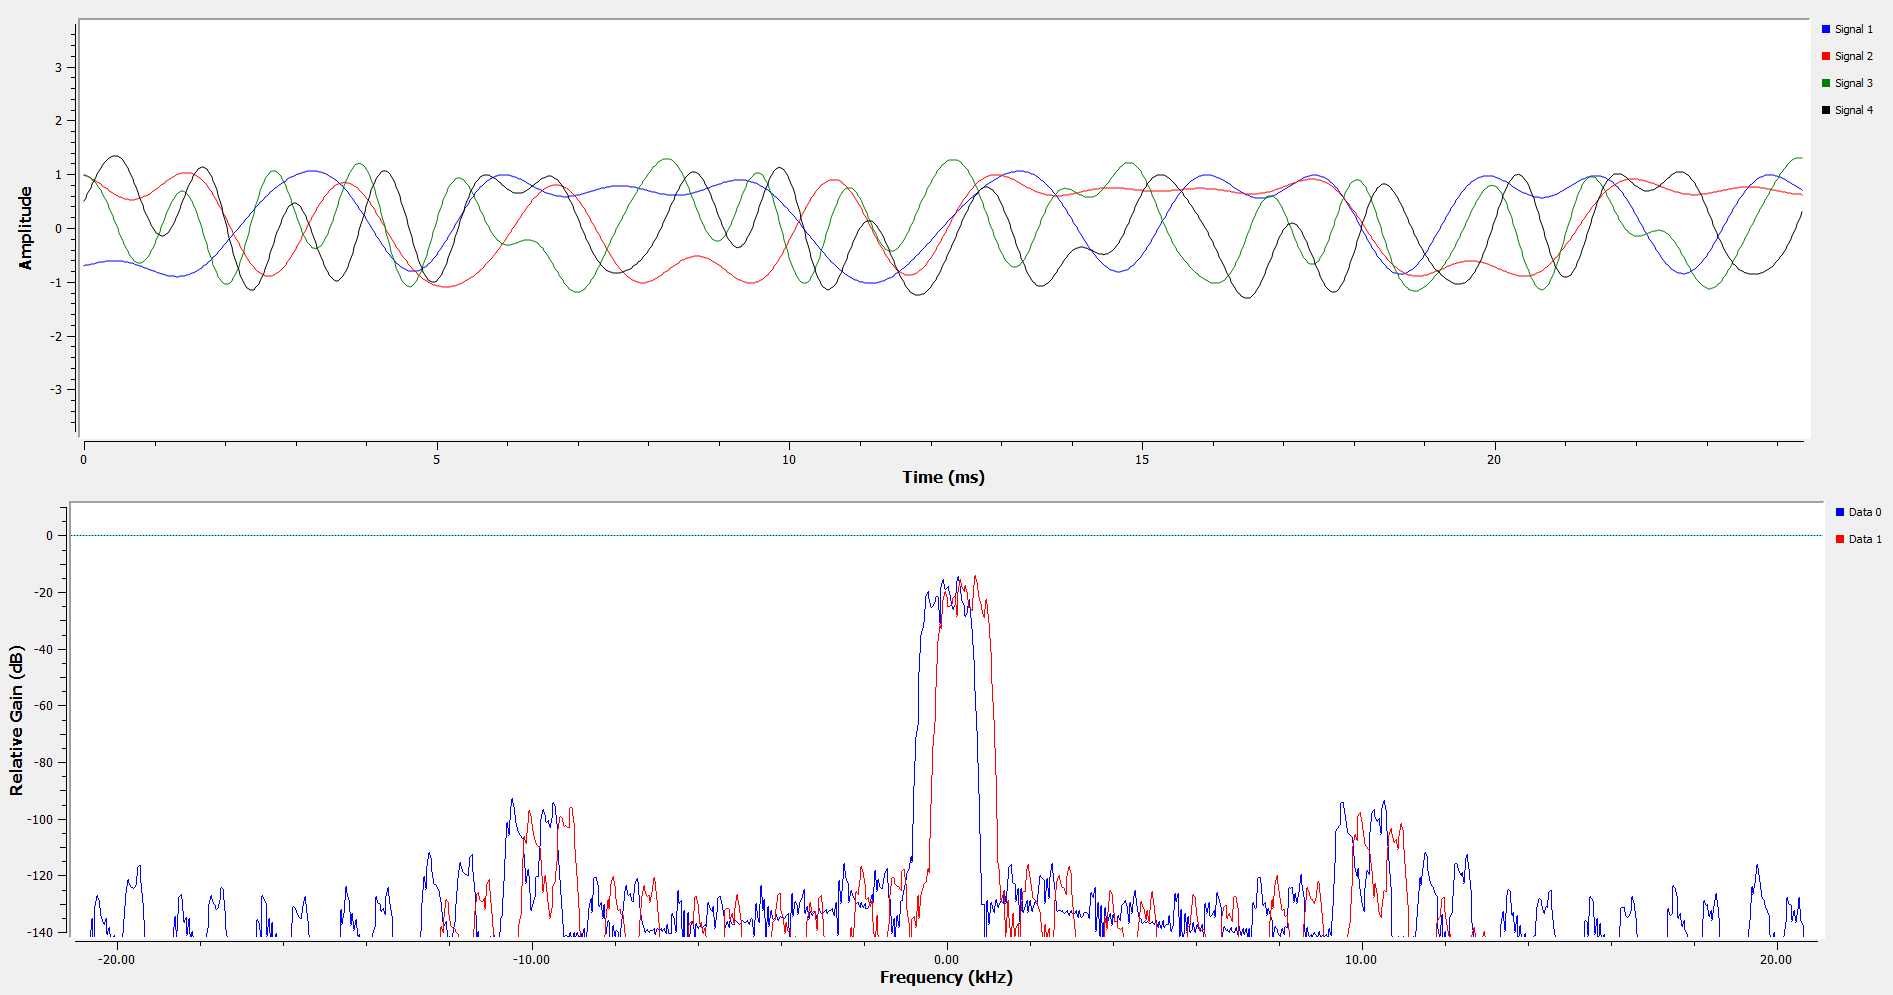 Signal 1
Signal 2
Signal 3
Signal 4
3
2
1
0
-1
-2
-3
Amplitude
0 5 10 15 20
Time (ms)
Data 0
Data 1
0
-20
-40
-60
-80
-100
-120
-140
Relative Gain (dB)
-20.00 -10.00 0.00 10.00 20.00
Frequency (kHz)